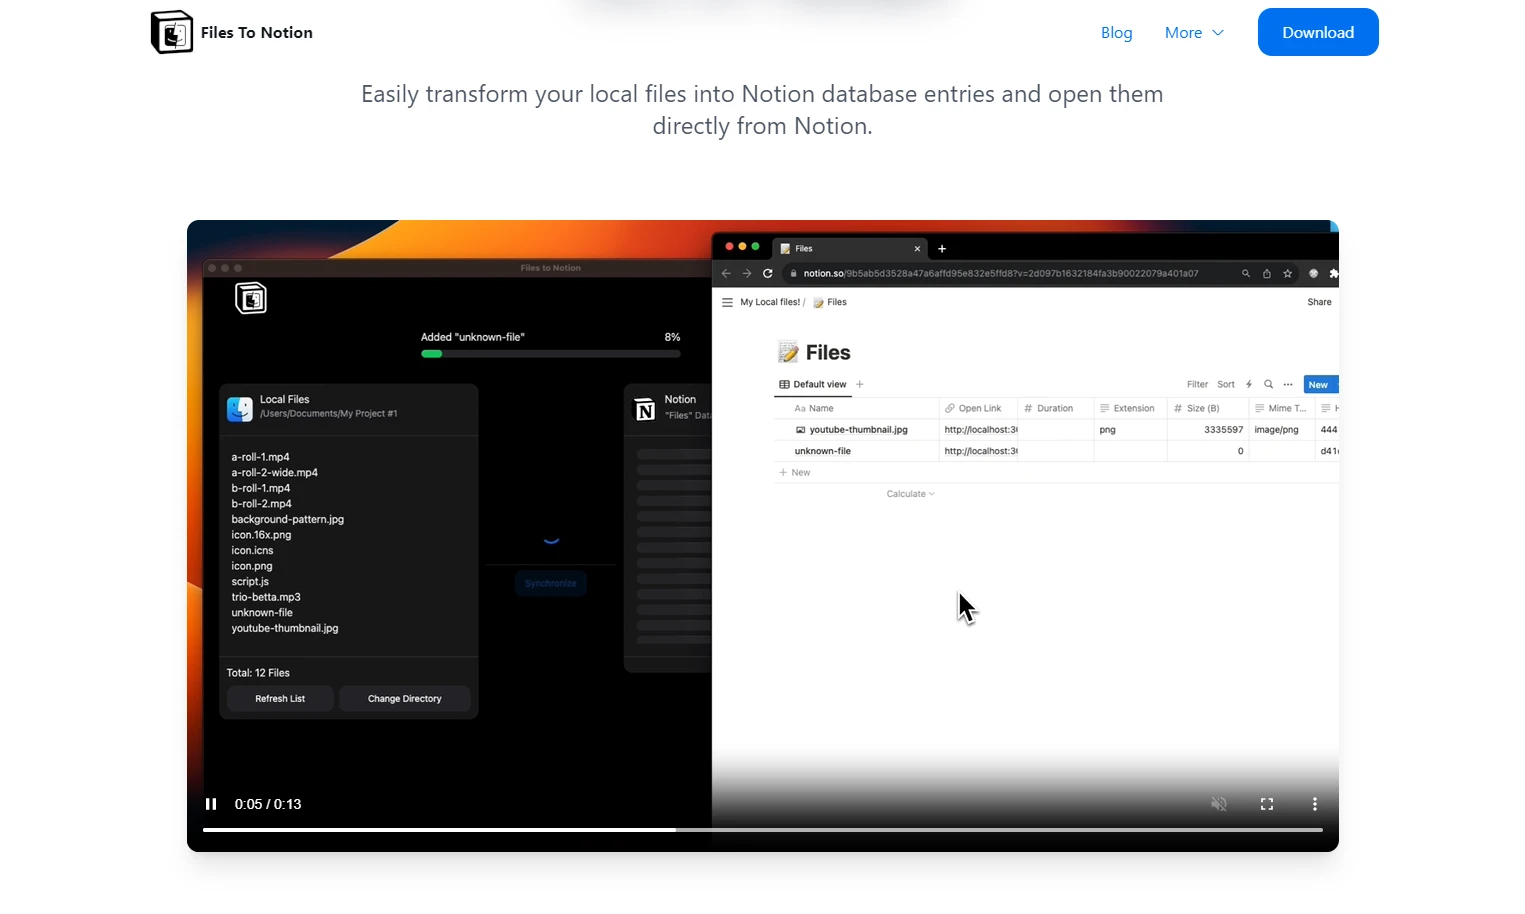 Files To Notion
Blog
More
Download
Easily transform your local files into Notion database entries and open them
directly from Notion.
Files to Notion
Added "unknown-file"
8%
Local Files
/Users/Documents/My Project #1
a-roll-1.mp4
a-roll-2-wide.mp4
b-roll-1.mp4
b-roll-2.mp4
background-pattern.jpg
icon.16x.png
icon.icns
icon.png
script.js
trio-betta.mp3
unknown-file
youtube-thumbnail.jpg
Total: 12 Files
Refresh List
Change Directory
Synchronize
Notion
"Files" Data
Files
notion.so/9b5ab5d3528a47a6affd95e832e5ffd8?v=2d097b1632184fa3b90022079a401a07
My Local files! / Files
Share
Files
Default view
Filter Sort
New
Aa Name Open Link # Duration Extension # Size (B) Mime T...
youtube-thumbnail.jpg http://localhost:3 png 3335597 image/png 444
unknown-file http://localhost:3 0 d41
+ New
Calculate
0:05 / 0:13